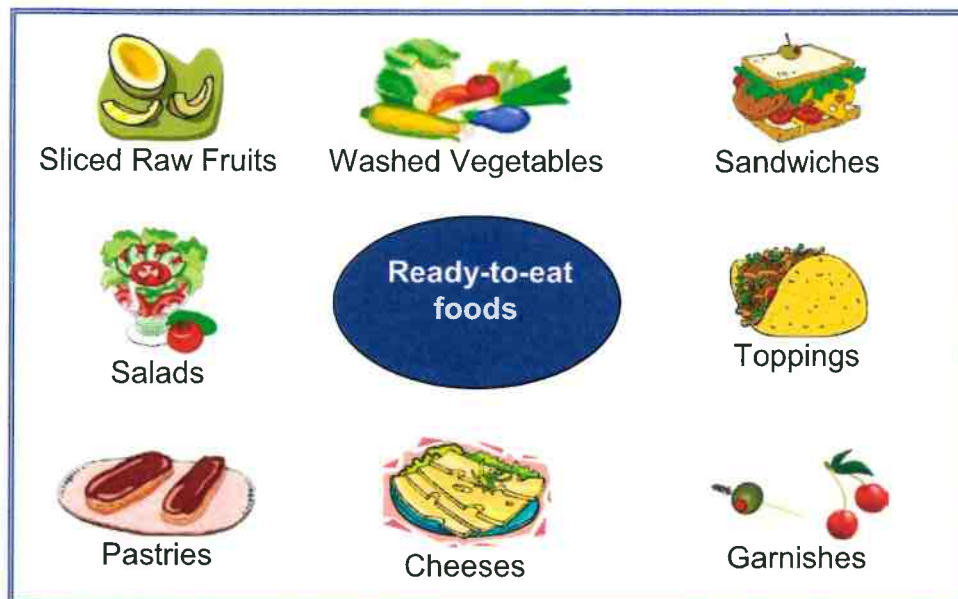 Sliced Raw Fruits
Washed Vegetables
Sandwiches
Ready-to-eat
foods
Salads
Toppings
Pastries
Cheeses
Garnishes